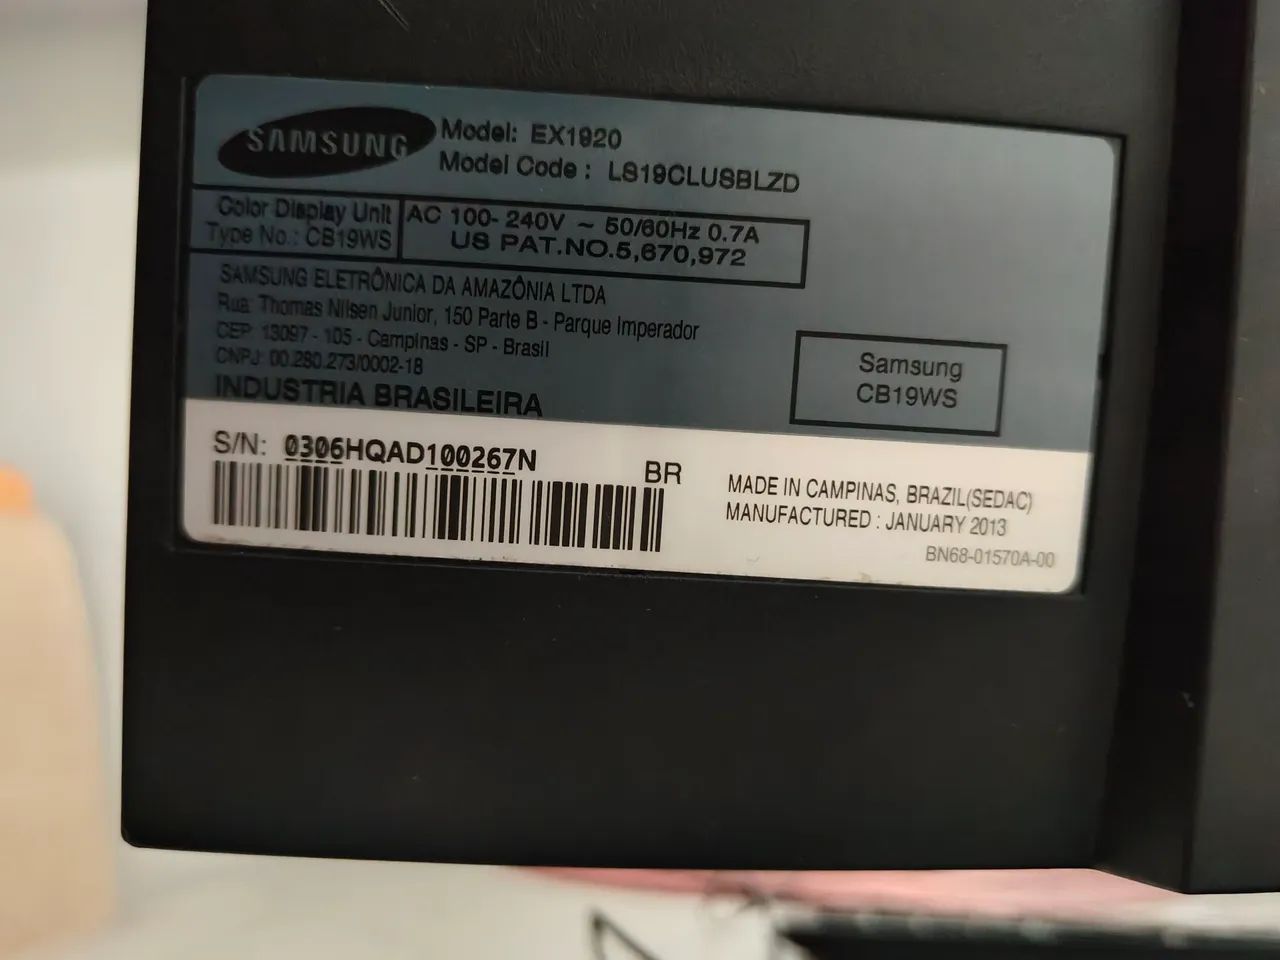 SAMSUNG
Model: EX1920
Model Code : LS19CLUSBLZD
Color Display Unit
Type No.: CB19WS
AC 100- 240V ~ 50/60Hz 0.7A
US PAT.NO.5,670,972
SAMSUNG ELETRÔNICA DA AMAZÔNIA LTDA
Rua: Thomas Nilsen Junior, 150 Parte B - Parque Imperador
CEP: 13097 - 105 - Campinas - SP - Brasil
CNPJ: 00.280.273/0002-18
INDUSTRIA BRASILEIRA
Samsung
CB19WS
S/N: 0306HQAD100267N
BR
MADE IN CAMPINAS, BRAZIL(SEDAC)
MANUFACTURED : JANUARY 2013
BN68-01570A-00